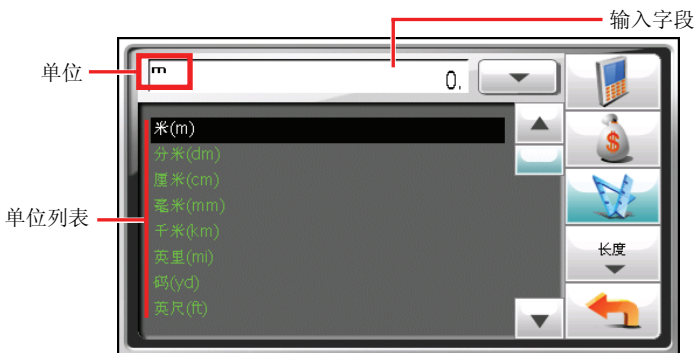 输入字段
单位
m
0.
米(m)
分米(dm)
厘米(cm)
毫米(mm)
千米(km)
英里(mi)
码(yd)
英尺(ft)
单位列表
$
长度